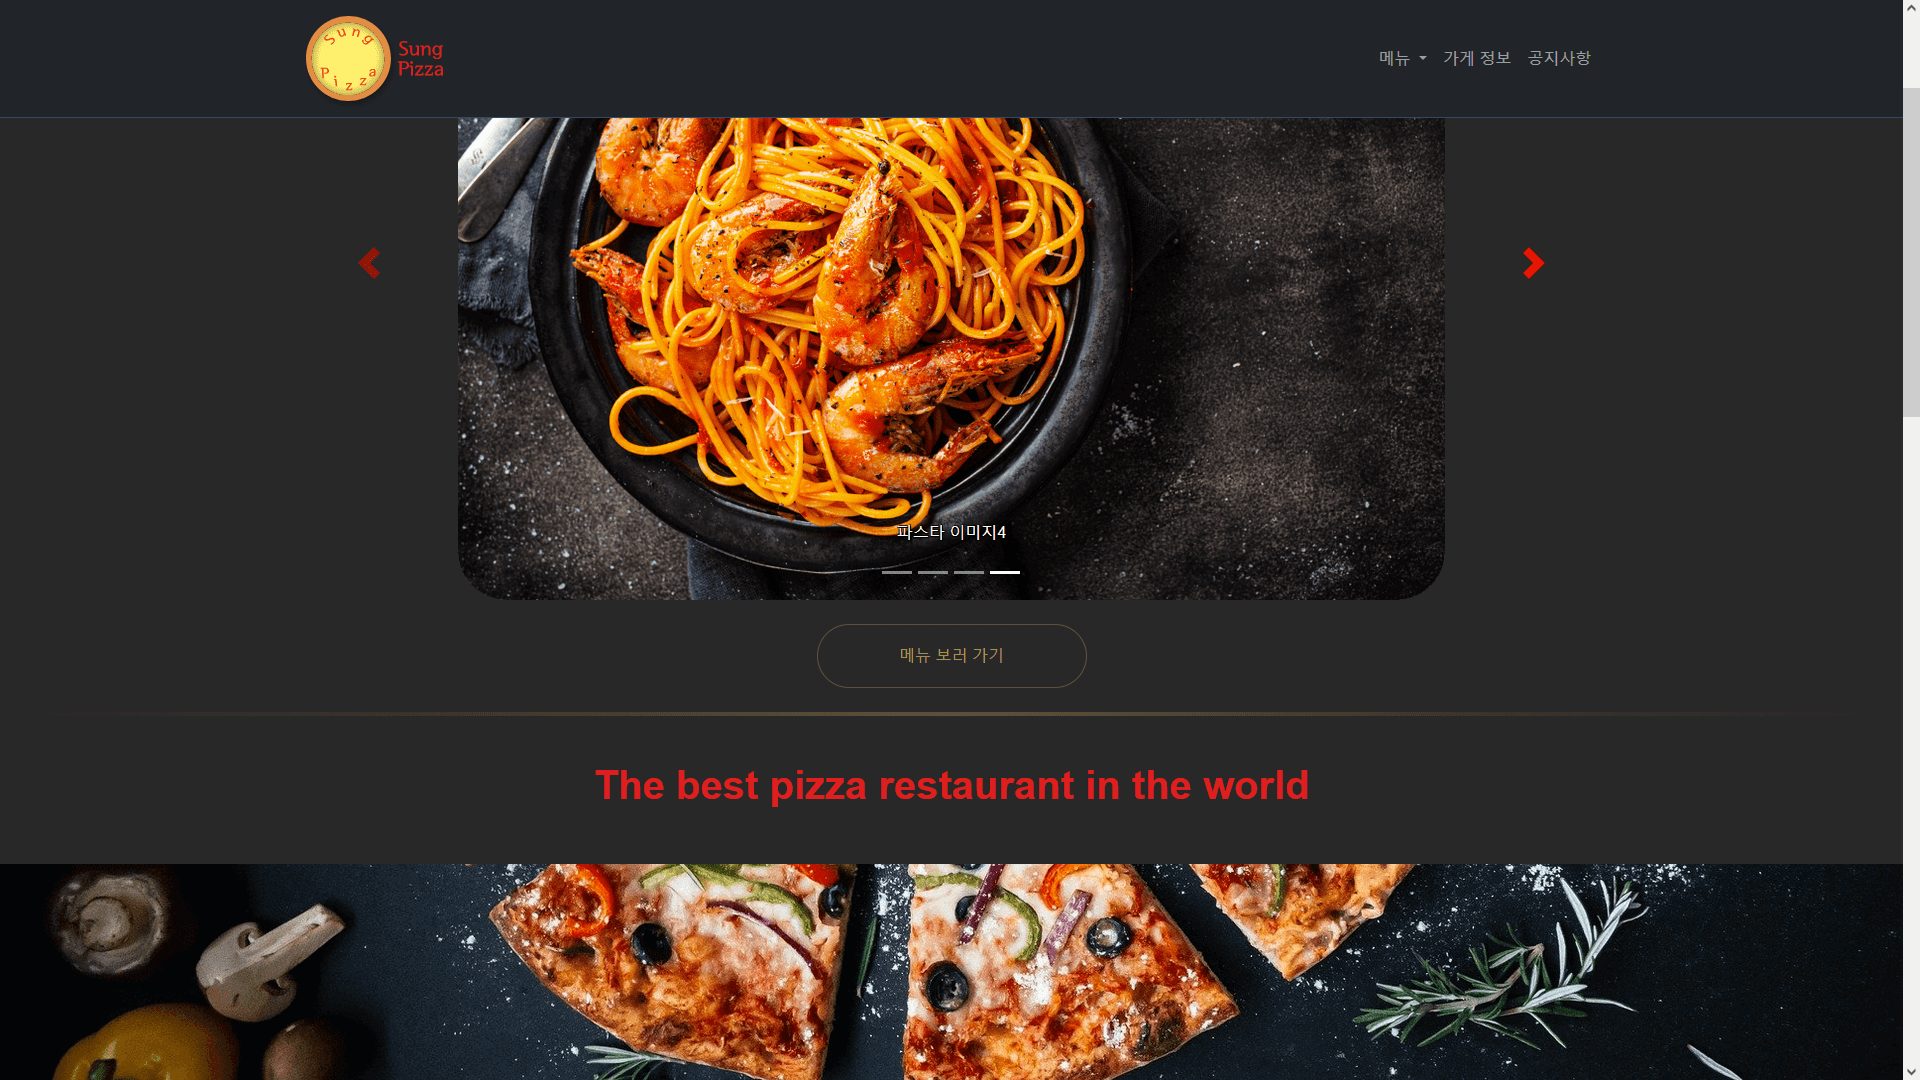 Sung
Pizza
Sung
Pizza
메뉴
가게 정보
공지사항
파스타 이미지4
메뉴 보러 가기
The best pizza restaurant in the world